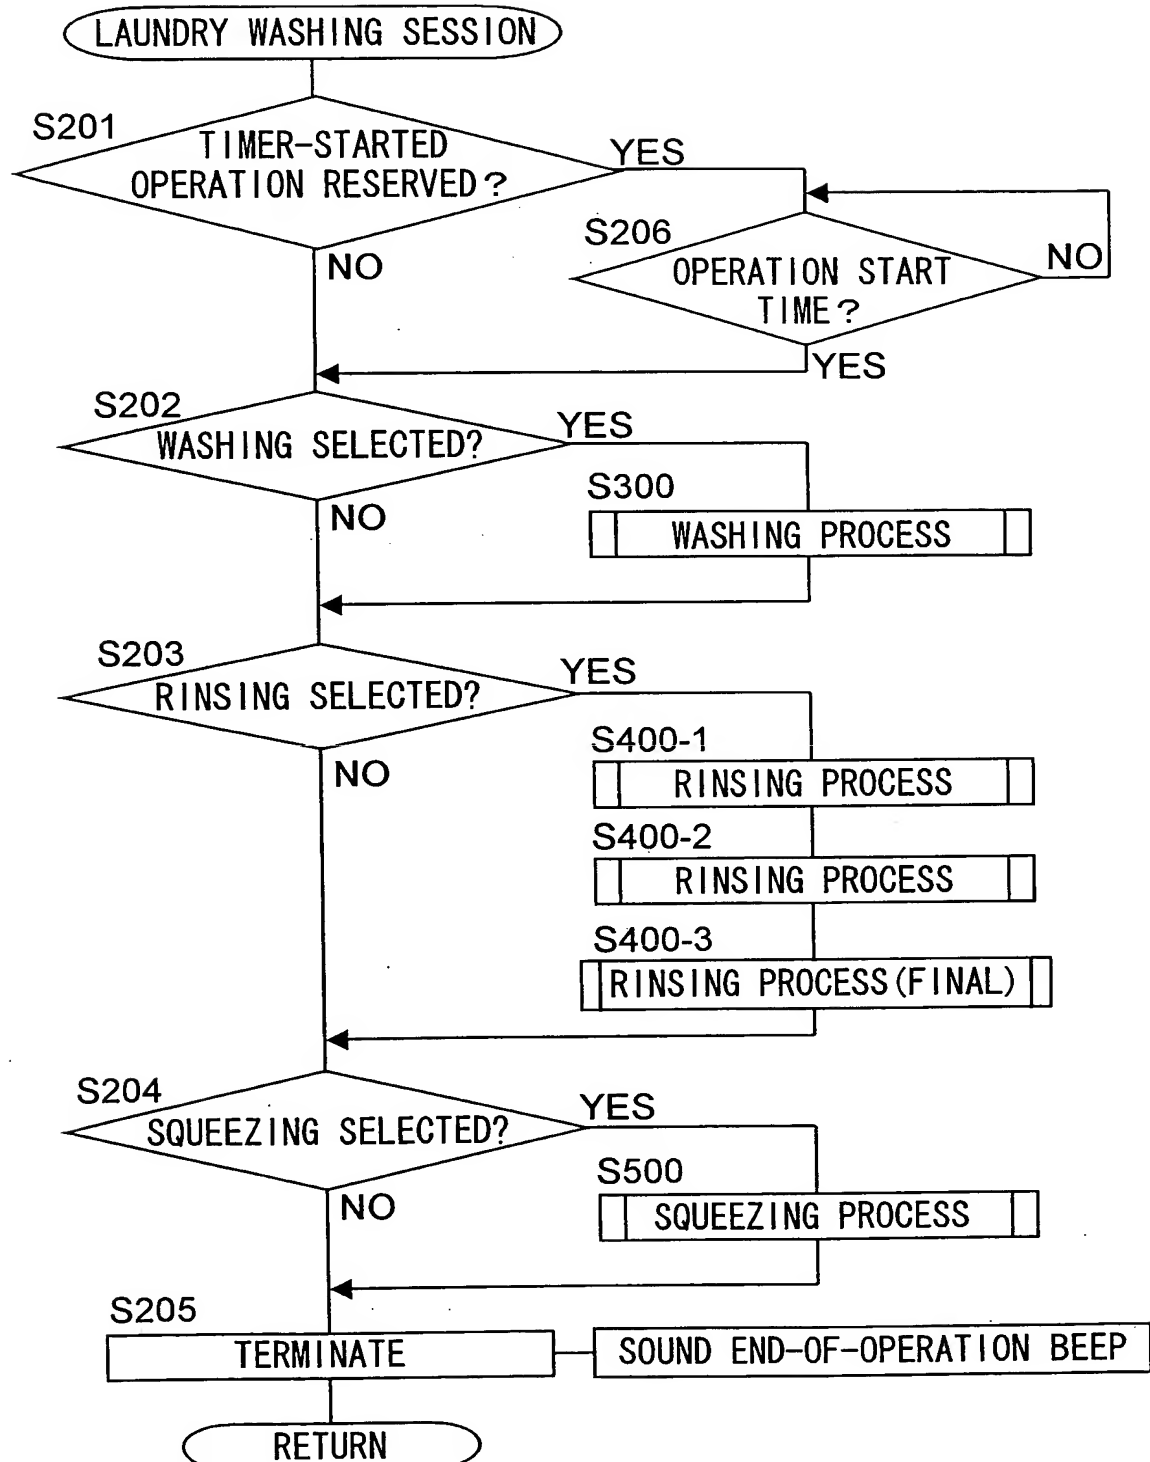 LAUNDRY WASHING SESSION
S201
TIMER-STARTED
OPERATION RESERVED?
YES
NO
S206
OPERATION START
TIME?
NO
YES
S202
WASHING SELECTED?
YES
NO
S300
WASHING PROCESS
S203
RINSING SELECTED?
YES
NO
S400-1
RINSING PROCESS
S400-2
RINSING PROCESS
S400-3
RINSING PROCESS(FINAL)
S204
SQUEEZING SELECTED?
YES
NO
S500
SQUEEZING PROCESS
S205
TERMINATE
SOUND END-OF-OPERATION BEEP
RETURN